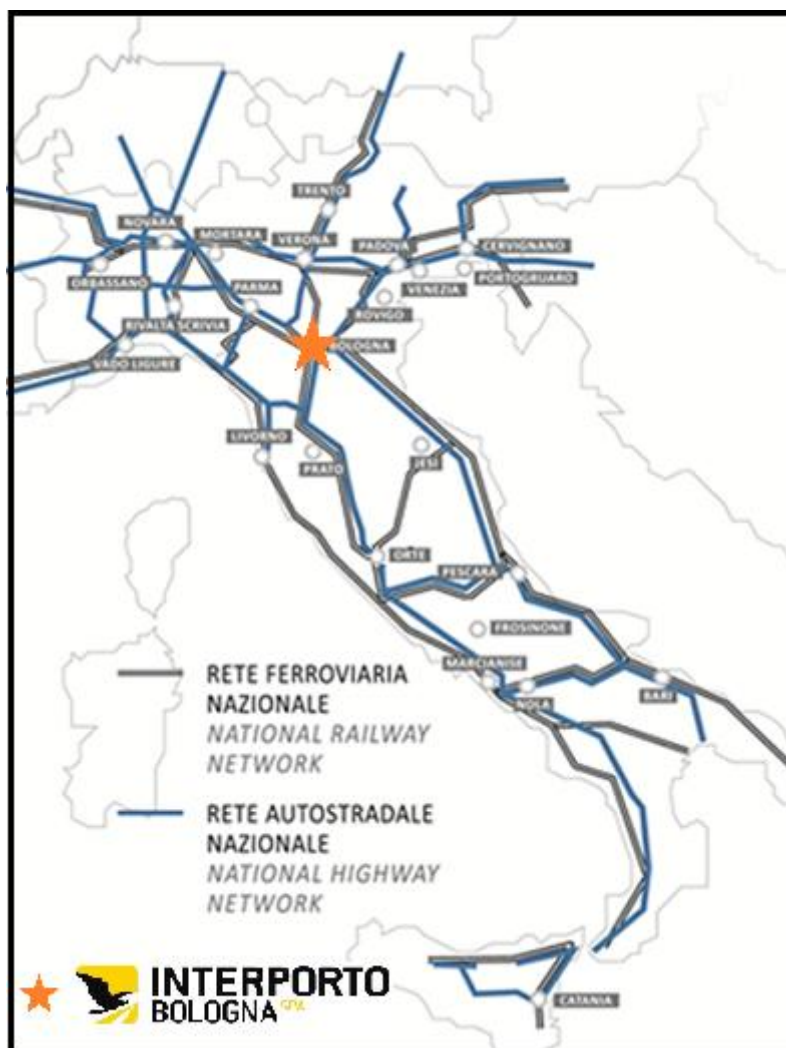 TRENTO
NOVARA
MORTARA
VERONA
PADOVA
CERVIGNANO
ORBASSANO
PARMA
VENEZIA
PORTOGRUARO
ROVIGO
RIVALTA SCRIVIA
BOLOGNA
VADO LIGURE
LIVORNO
PRATO
JESI
ORTE
PESCARA
FROSINONE
MARCIANISE
NOLA
BARI
RETE FERROVIARIA
NAZIONALE
NATIONAL RAILWAY
NETWORK
RETE AUTOSTRADALE
NAZIONALE
NATIONAL HIGHWAY
NETWORK
INTERPORTO
BOLOGNA SPA
CATANIA